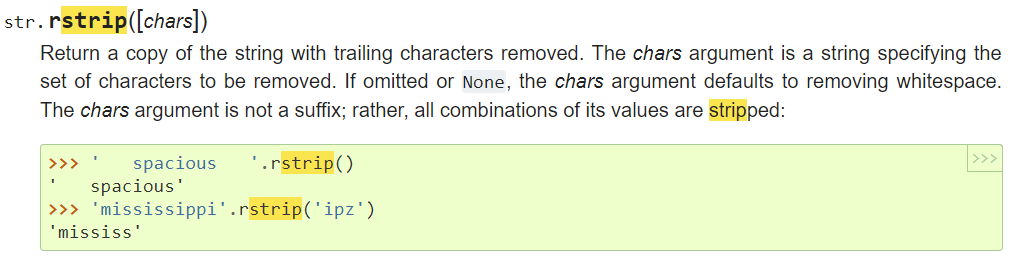 str.rstrip([chars])
Return a copy of the string with trailing characters removed. The chars argument is a string specifying the
set of characters to be removed. If omitted or None, the chars argument defaults to removing whitespace.
The chars argument is not a suffix; rather, all combinations of its values are stripped:
>>>
>>> '   spacious   '.rstrip()
'   spacious'
>>> 'mississippi'.rstrip('ipz')
'mississ'